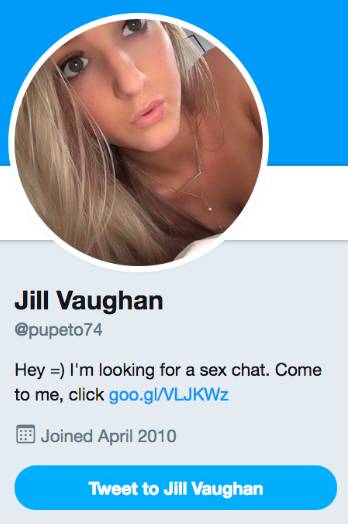 Jill Vaughan
@pupeto74
Hey =) I'm looking for a sex chat. Come
to me, click goo.gl/VLJKWz
Joined April 2010
Tweet to Jill Vaughan